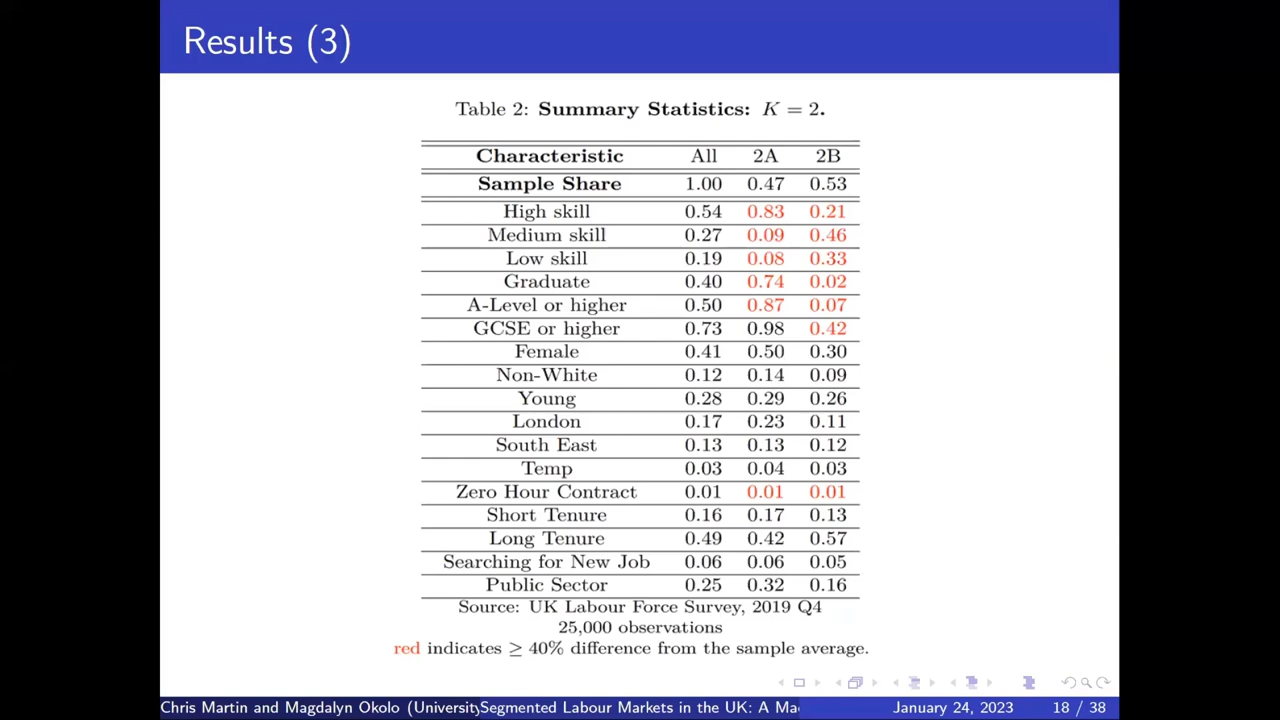 Results (3)
Table 2: Summary Statistics: K = 2.
Characteristic All 2A 2B
Sample Share 1.00 0.47 0.53
High skill 0.54 0.83 0.21
Medium skill 0.27 0.09 0.46
Low skill 0.19 0.08 0.33
Graduate 0.40 0.74 0.02
A-Level or higher 0.50 0.87 0.07
GCSE or higher 0.73 0.98 0.42
Female 0.41 0.50 0.30
Non-White 0.12 0.14 0.09
Young 0.28 0.29 0.26
London 0.17 0.23 0.11
South East 0.13 0.13 0.12
Temp 0.03 0.04 0.03
Zero Hour Contract 0.01 0.01 0.01
Short Tenure 0.16 0.17 0.13
Long Tenure 0.49 0.42 0.57
Searching for New Job 0.06 0.06 0.05
Public Sector 0.25 0.32 0.16
Source: UK Labour Force Survey, 2019 Q4
25,000 observations
red indicates ≥ 40% difference from the sample average.
Chris Martin and Magdalyn Okolo (University Segmented Labour Markets in the UK: A Ma January 24, 2023 18 / 38